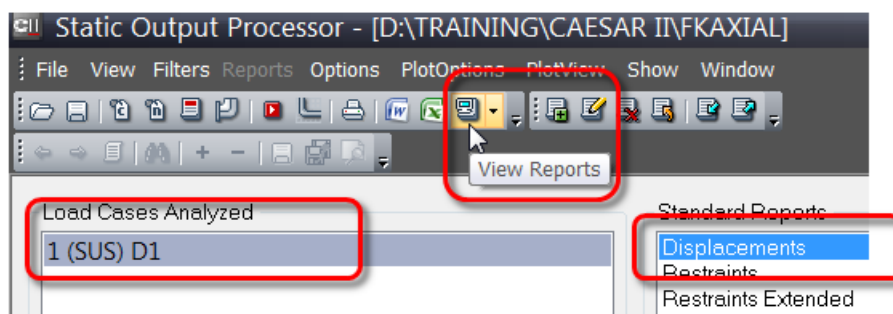 CII Static Output Processor - [D:\TRAINING\CAESAR II\FKAXIAL]
File View Filters Reports Options PlotOptions PlotView Show Window
View Reports
Load Cases Analyzed
1 (SUS) D1
Standard Reports
Displacements
Restraints
Restraints Extended